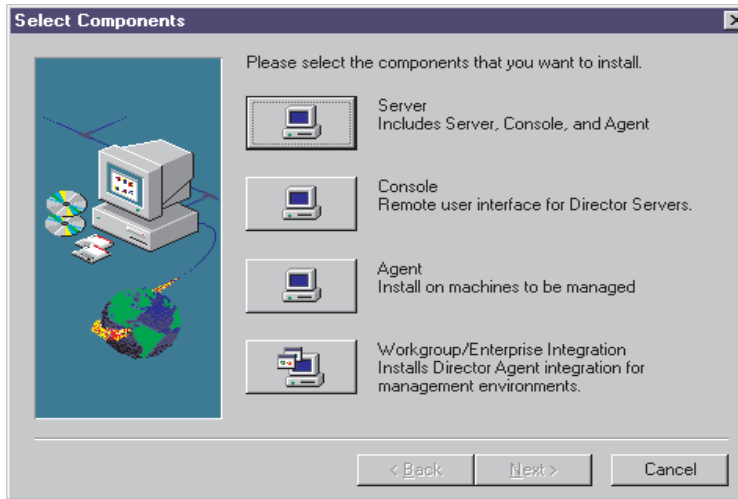 Select Components
Please select the components that you want to install.
Server
Includes Server, Console, and Agent
Console
Remote user interface for Director Servers.
Agent
Install on machines to be managed
Workgroup/Enterprise Integration
Installs Director Agent integration for
management environments.
< Back
Next >
Cancel